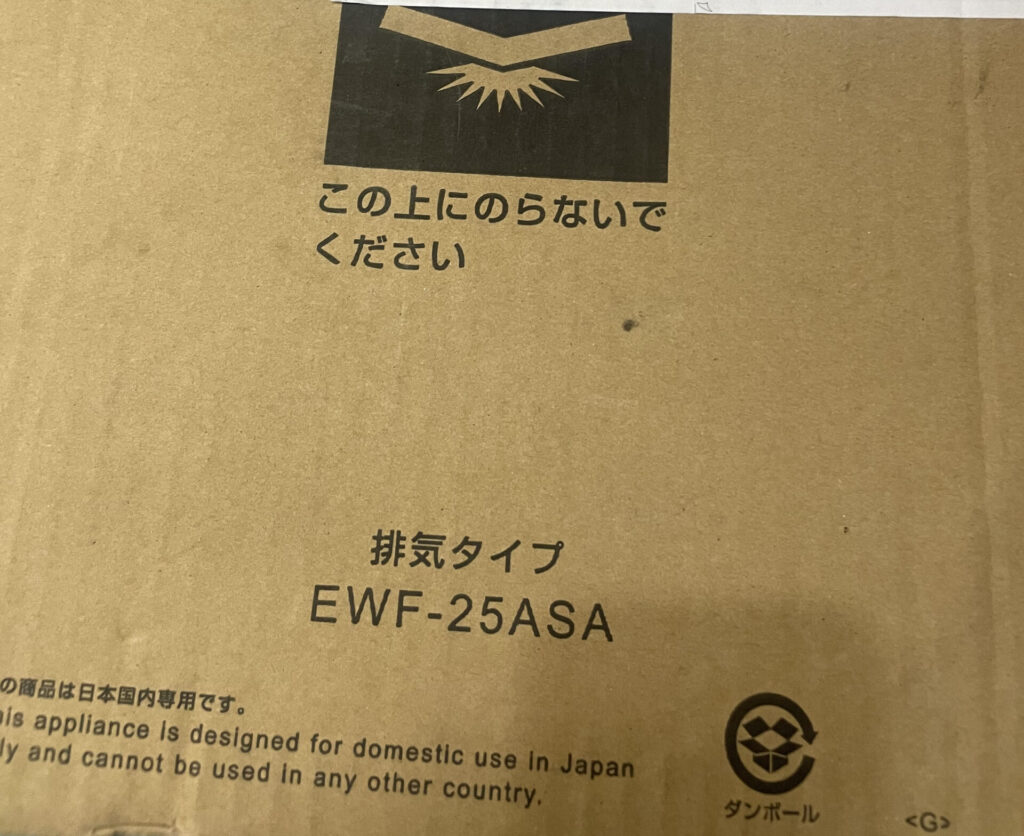 この上にのらないで
ください
排気タイプ
EWF-25ASA
の商品は日本国内専用です。
appliance is designed for domestic use in Japan
and cannot be used in any other country.
ダンボール
<G>